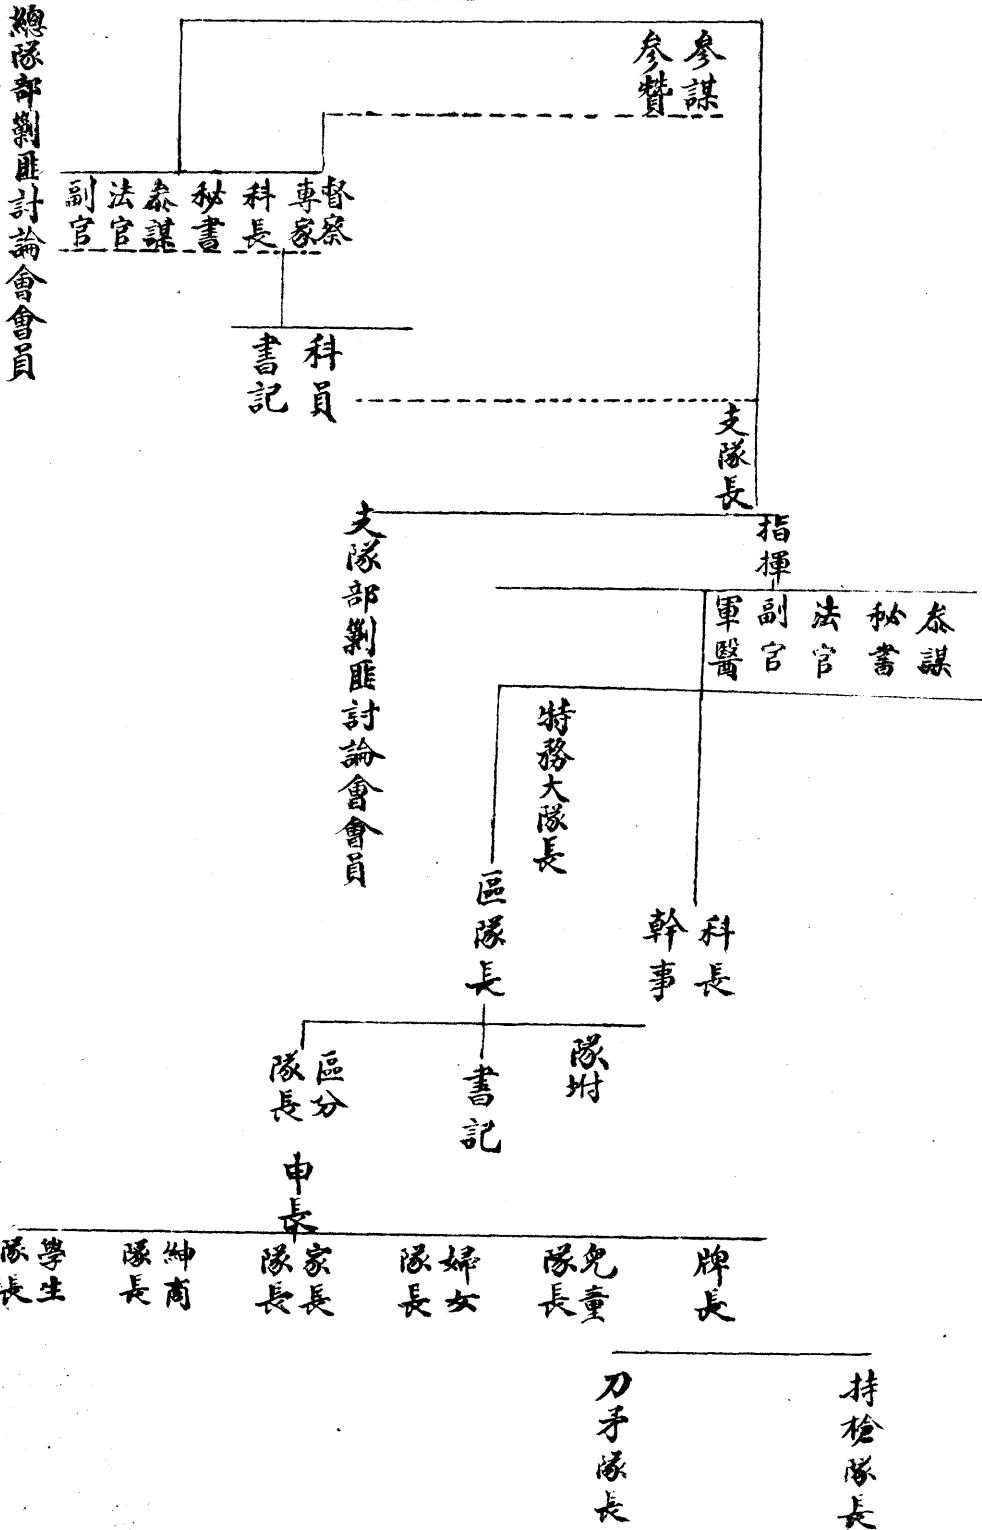 參謀
參贊
督察
專家
科長
秘書
叅謀
法官
副官
總隊部剿匪討論會會員
科員
書記
支隊長
指揮
叅謀
秘書
法官
副官
軍醫
支隊部剿匪討論會會員
特務大隊長
科長
幹事
區隊長
隊坿
書記
區分
隊長
甲長
牌長
兒童
隊長
婦女
隊長
家長
隊長
紳商
隊長
學生
隊長
持槍隊長
刀矛隊長